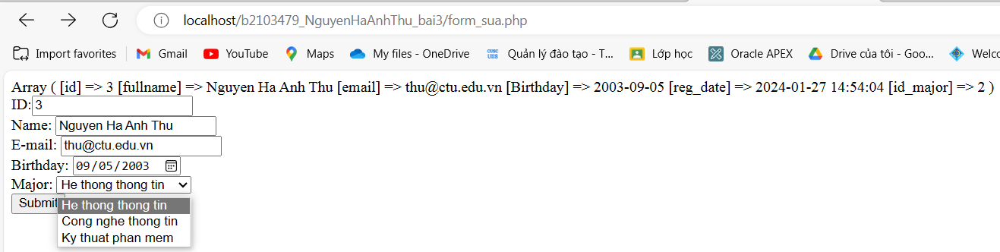 localhost/b2103479_NguyenHaAnhThu_bai3/form_sua.php
Import favorites Gmail YouTube Maps My files - OneDrive CUSC UBS Quản lý đào tạo - T... Lớp học Oracle APEX Drive của tôi - Goo... Welco
Array ( [id] => 3 [fullname] => Nguyen Ha Anh Thu [email] => thu@ctu.edu.vn [Birthday] => 2003-09-05 [reg_date] => 2024-01-27 14:54:04 [id_major] => 2 )
ID: 3
Name: Nguyen Ha Anh Thu
E-mail: thu@ctu.edu.vn
Birthday: 09/05/2003
Major: He thong thong tin
Submit
He thong thong tin
Cong nghe thong tin
Ky thuat phan mem